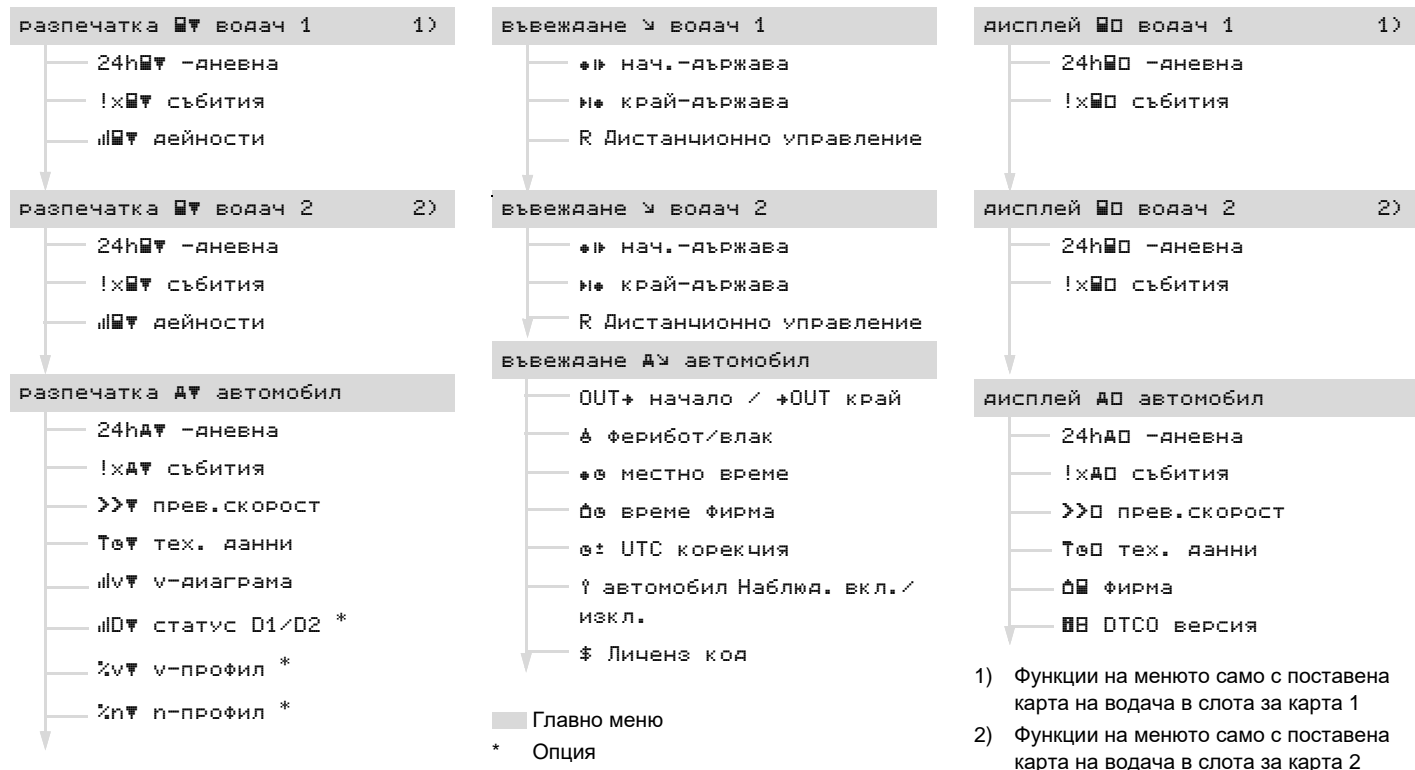 разпечатка водач 1 1)
24h -дневна
!x събития
дейности
разпечатка водач 2 2)
24h -дневна
!x събития
дейности
разпечатка автомобил
24h -дневна
!x събития
>> прев.скорост
тех. данни
v v-диаграма
D статус D1/D2 *
%v v-профил *
%n n-профил *
въвеждане водач 1
нач.-държава
край-държава
R Дистанционно управление
въвеждане водач 2
нач.-държава
край-държава
R Дистанционно управление
въвеждане автомобил
OUT→ начало / →OUT край
ферибот/влак
местно време
време фирма
± UTC корекция
автомобил Наблюд. вкл./
изкл.
$ Лиценз код
Главно меню
* Опция
дисплей водач 1 1)
24h -дневна
!x събития
дисплей водач 2 2)
24h -дневна
!x събития
дисплей автомобил
24h -дневна
!x събития
>> прев.скорост
тех. данни
фирма
DTCO версия
1) Функции на менюто само с поставена
карта на водача в слота за карта 1
2) Функции на менюто само с поставена
карта на водача в слота за карта 2